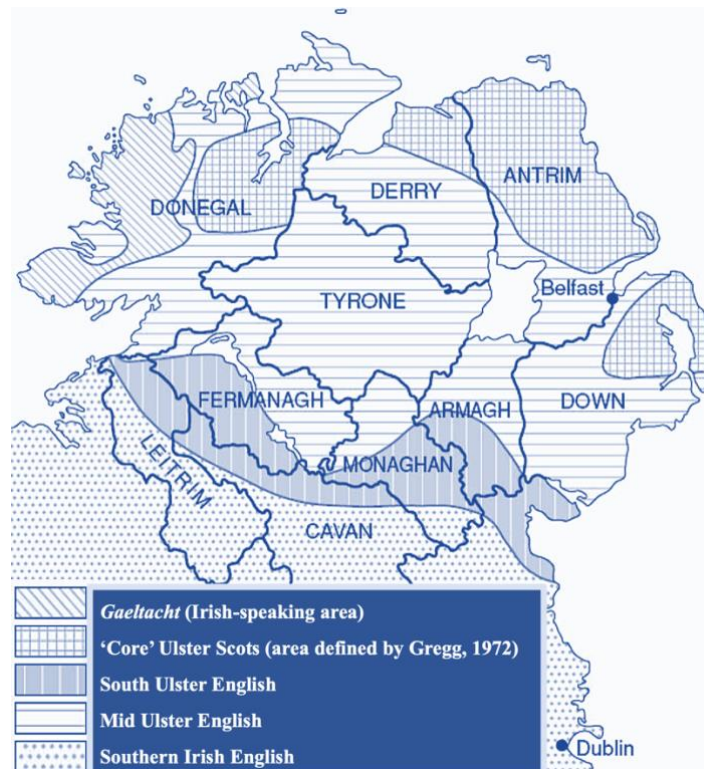 DERRY
ANTRIM
DONEGAL
TYRONE
Belfast
FERMANAGH
ARMAGH
DOWN
LEITRIM
MONAGHAN
CAVAN
Gaeltacht (Irish-speaking area)
‘Core’ Ulster Scots (area defined by Gregg, 1972)
South Ulster English
Mid Ulster English
Southern Irish English
Dublin